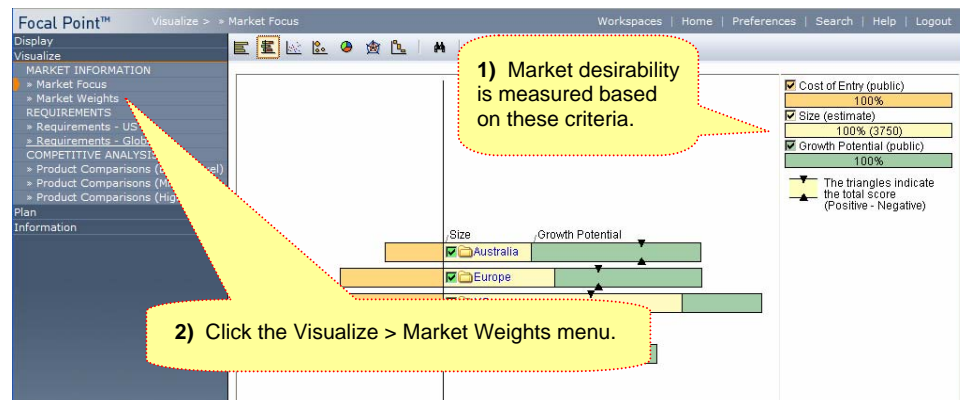 Focal Point™ Visualize > » Market Focus Workspaces | Home | Preferences | Search | Help | Logout
Display
Visualize
MARKET INFORMATION
» Market Focus
» Market Weights
REQUIREMENTS
» Requirements - US
» Requirements - Glob
COMPETITIVE ANALYSIS
» Product Comparisons (
el)
» Product Comparisons (M
» Product Comparisons (Hig
Plan
Information
1) Market desirability
is measured based
on these criteria.
Cost of Entry (public)
100%
Size (estimate)
100% (3750)
Growth Potential (public)
100%
The triangles indicate
the total score
(Positive - Negative)
Size Growth Potential
Australia
Europe
2) Click the Visualize > Market Weights menu.